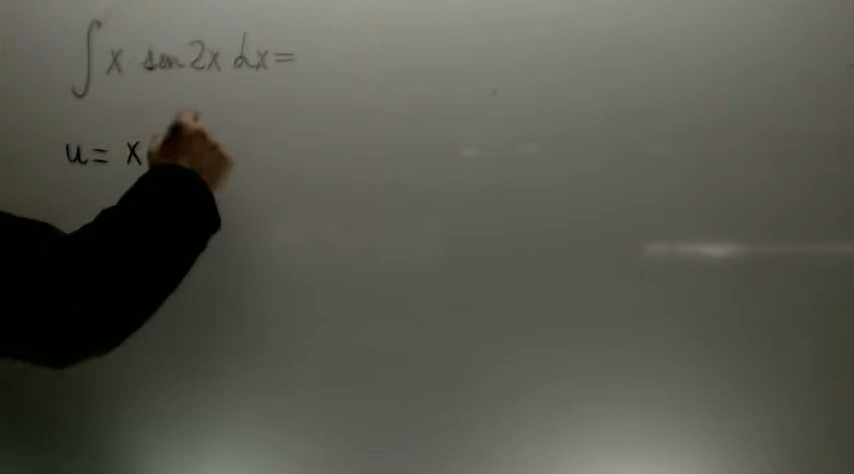 ∫ x sen 2x dx =
u = x